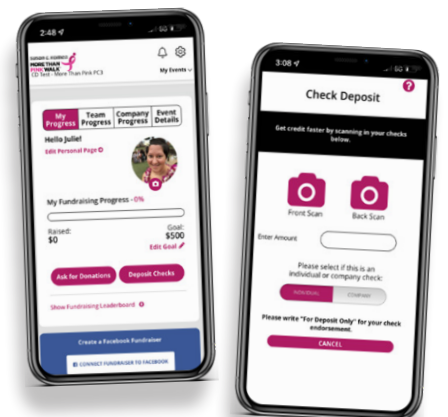 2:48
5G
SUSAN G. KOMEN
MORE THAN
PINK WALK
CD Test - More Than Pink PC3
My Events
My Progress
Team Progress
Company Progress
Event Details
Hello Julie!
Edit Personal Page
My Fundraising Progress - 0%
Raised:
$0
Goal:
$500
Edit Goal
Ask for Donations
Deposit Checks
Show Fundraising Leaderboard
Create a Facebook Fundraiser
CONNECT FUNDRAISER TO FACEBOOK
3:08
5G
?
Check Deposit
Get credit faster by scanning in your checks
below.
Front Scan
Back Scan
Enter Amount
Please select if this is an
individual or company check:
INDIVIDUAL
COMPANY
Please write "For Deposit Only" for your check
endorsement.
CANCEL